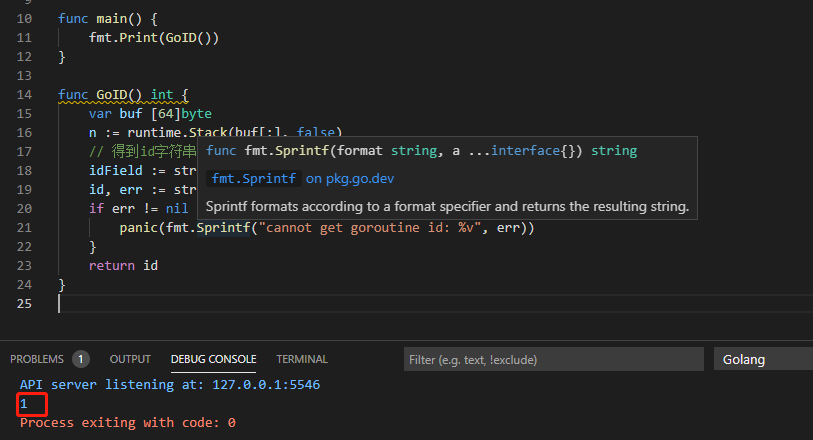 10 func main() {
11 fmt.Print(GoID())
12 }
13
14 func GoID() int {
15 var buf [64]byte
16 n := runtime.Stack(buf[:], false)
17 // 得到id字符串
func fmt.Sprintf(format string, a ...interface{}) string
18 idField := str
fmt.Sprintf on pkg.go.dev
19 id, err := str
Sprintf formats according to a format specifier and returns the resulting string.
20 if err != nil
21 panic(fmt.Sprintf("cannot get goroutine id: %v", err))
22 }
23 return id
24 }
25
PROBLEMS 1 OUTPUT DEBUG CONSOLE TERMINAL Filter (e.g. text, !exclude) Golang
API server listening at: 127.0.0.1:5546
1
Process exiting with code: 0